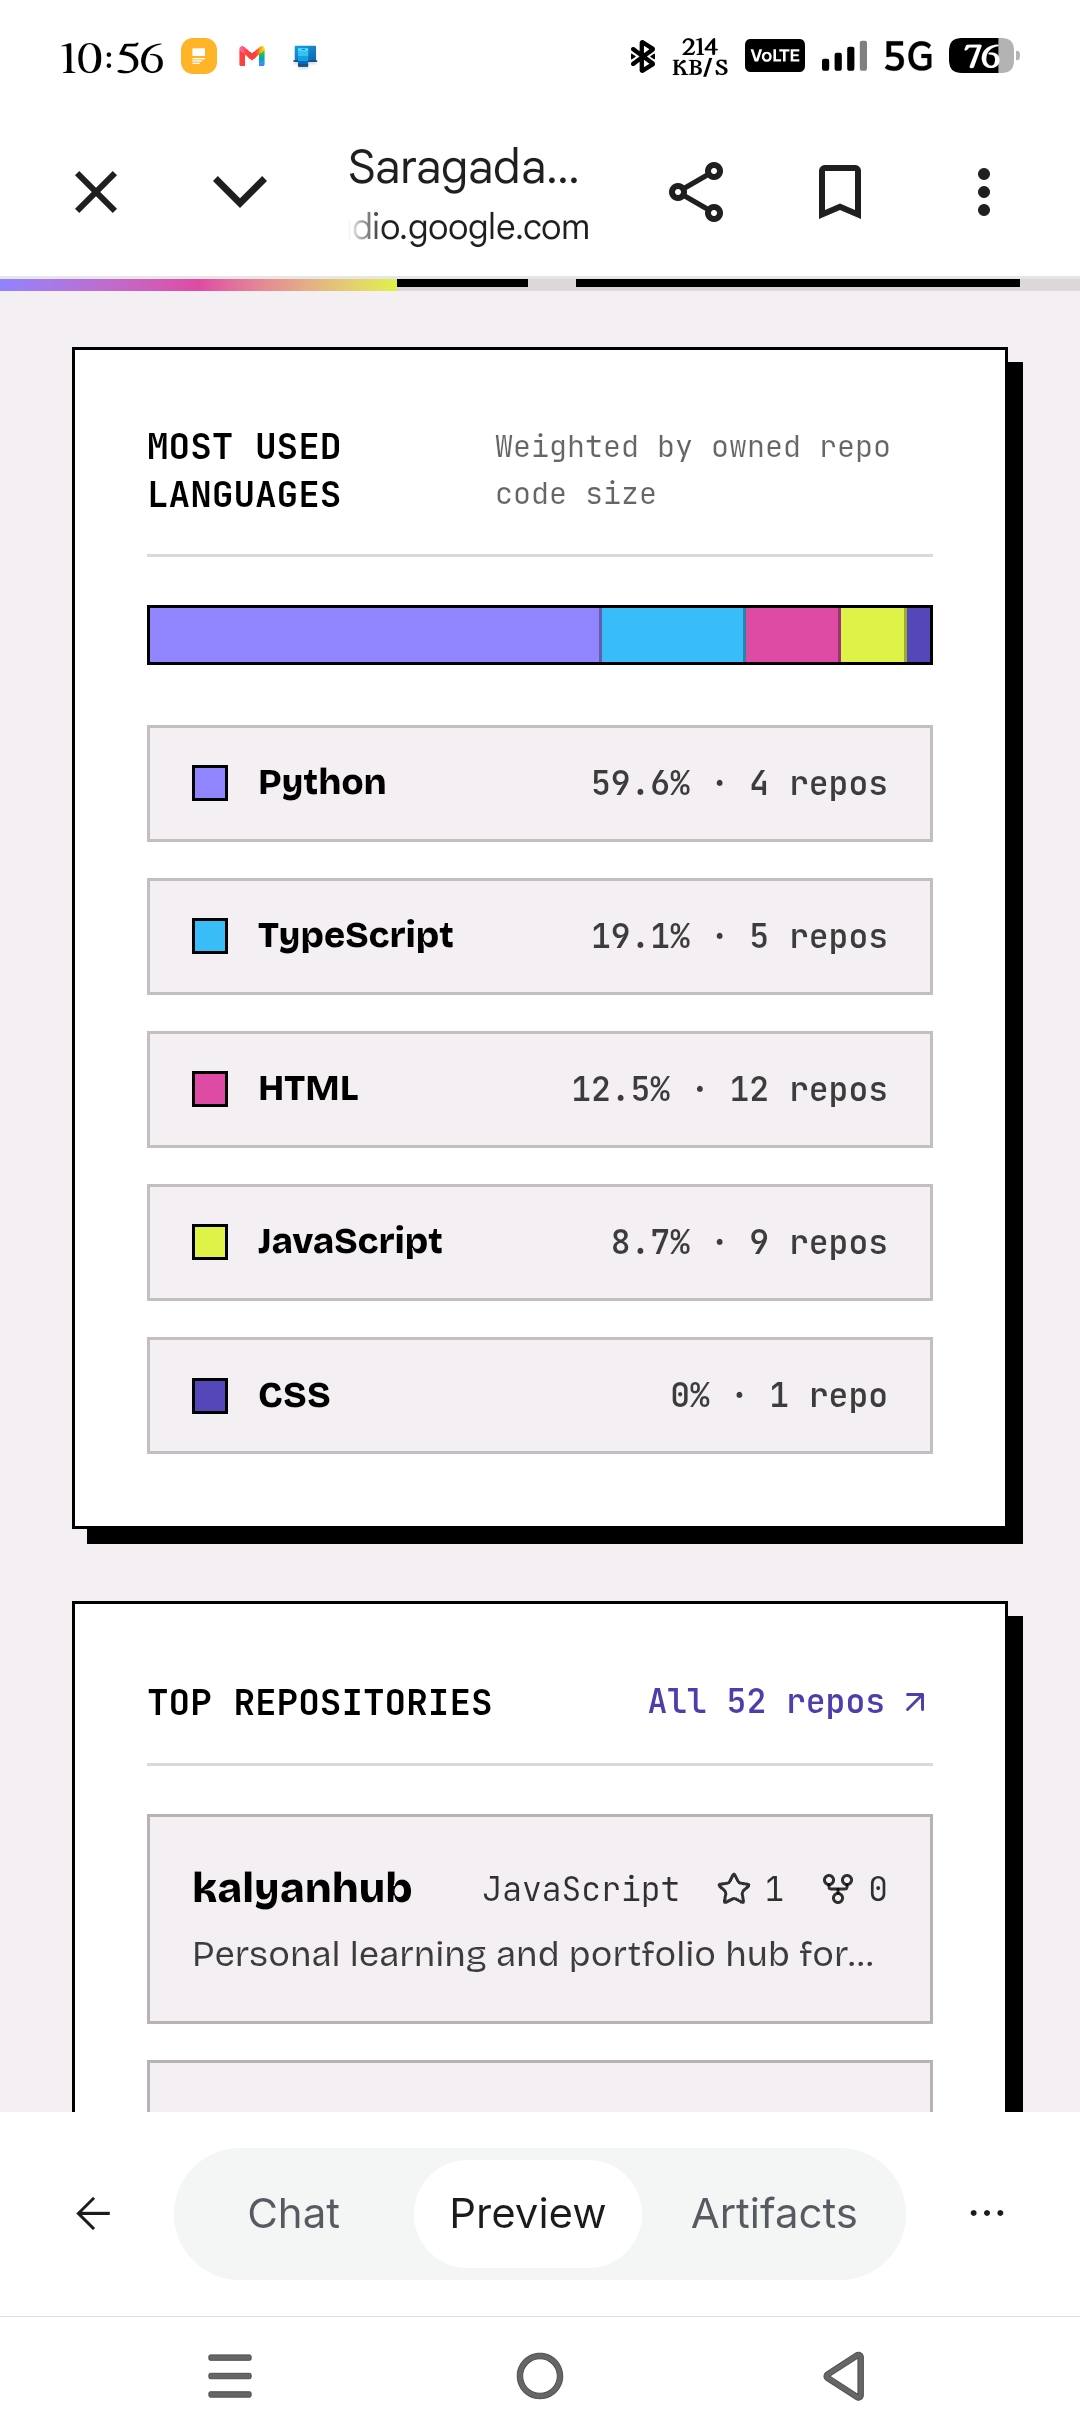 10:56
214
KB/S
VoLTE
5G
76
Saragada...
dio.google.com
MOST USED
LANGUAGES
Weighted by owned repo
code size
Python 59.6% · 4 repos
TypeScript 19.1% · 5 repos
HTML 12.5% · 12 repos
JavaScript 8.7% · 9 repos
CSS 0% · 1 repo
TOP REPOSITORIES All 52 repos ↗
kalyanhub JavaScript 1 0
Personal learning and portfolio hub for...
Chat Preview Artifacts